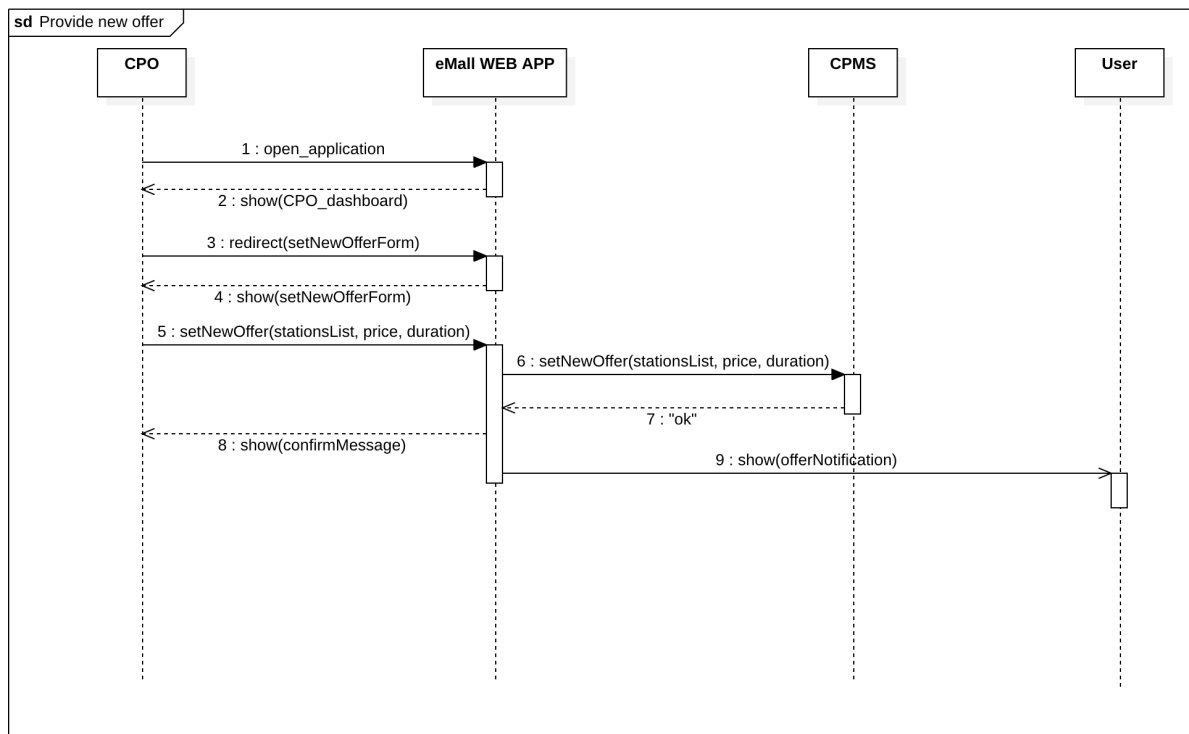 sd Provide new offer
CPO
eMall WEB APP
CPMS
User
1 : open_application
2 : show(CPO_dashboard)
3 : redirect(setNewOfferForm)
4 : show(setNewOfferForm)
5 : setNewOffer(stationsList, price, duration)
6 : setNewOffer(stationsList, price, duration)
7 : "ok"
8 : show(confirmMessage)
9 : show(offerNotification)